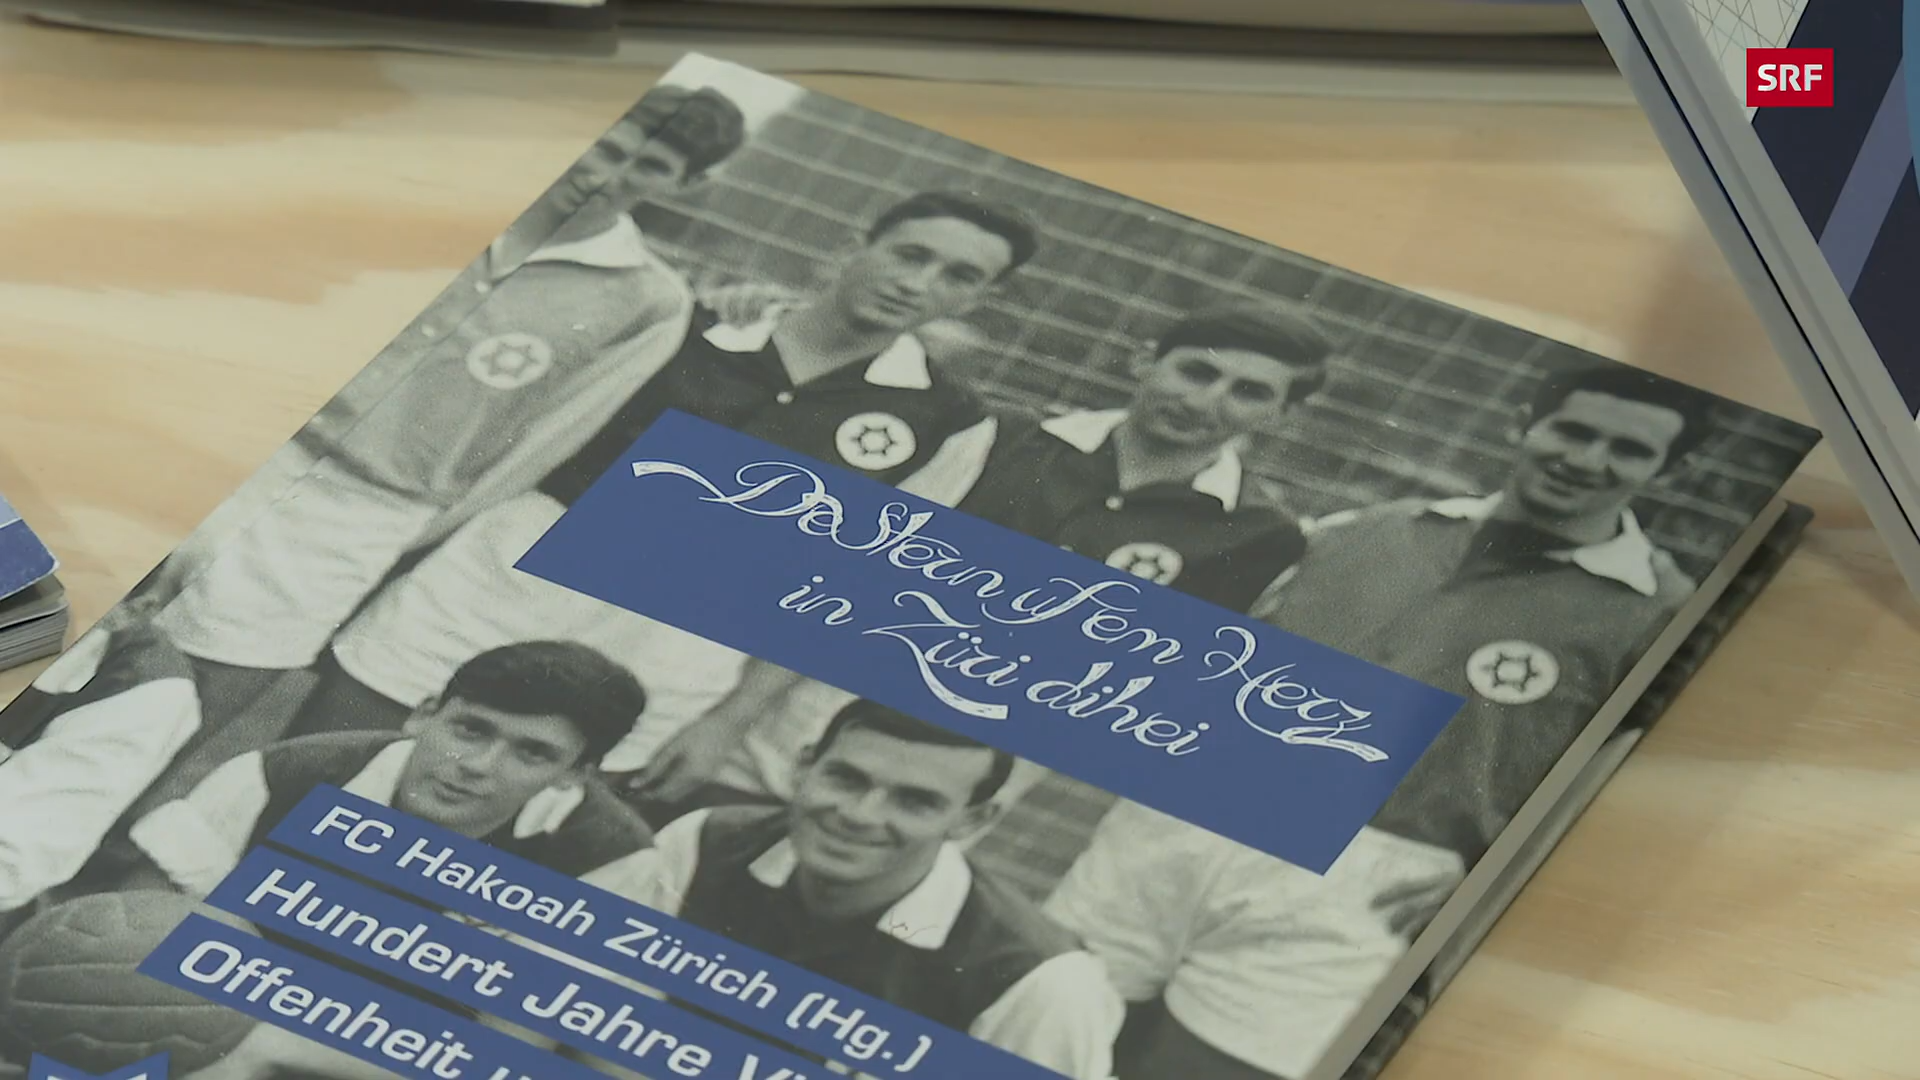 SRF
De Stern ufem Herz
in Züri dihei
FC Hakoah Zürich (Hg.)
Hundert Jahre
Offenheit